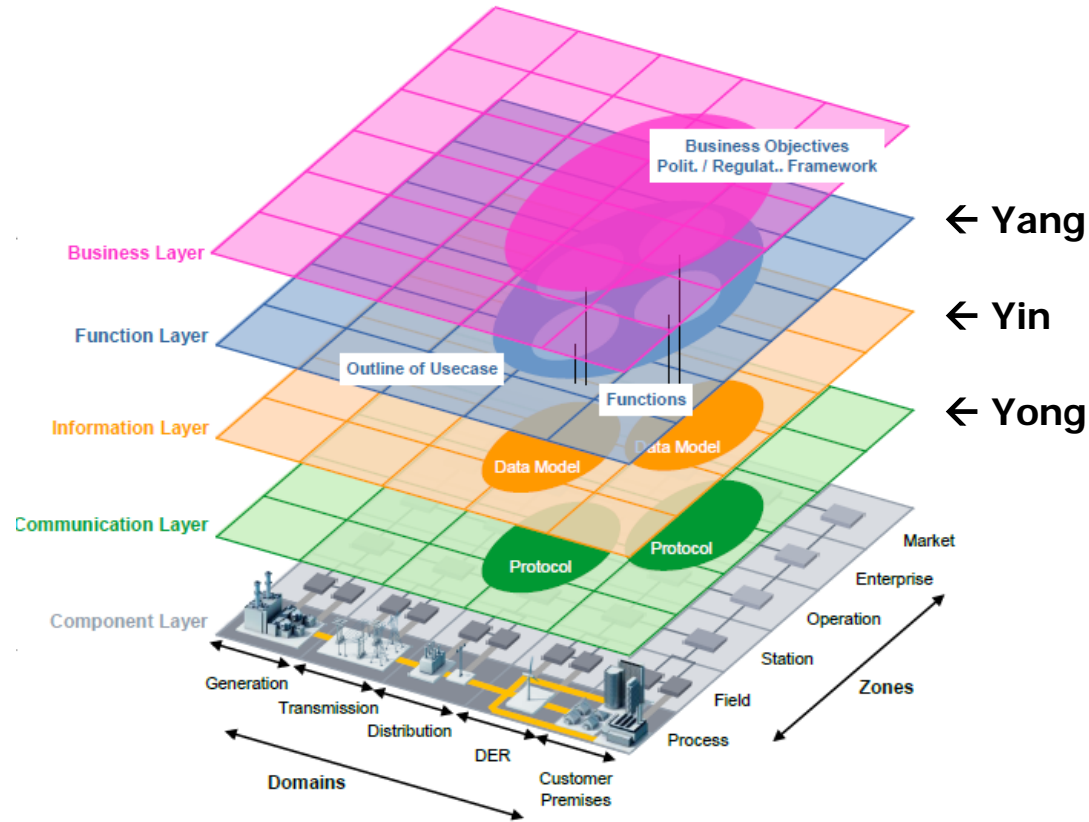 Business Objectives
Polit. / Regulat.. Framework
← Yang
Business Layer
← Yin
Function Layer
Outline of Usecase
Functions
← Yong
Information Layer
Data Model
Data Model
Communication Layer
Protocol
Protocol
Market
Enterprise
Component Layer
Operation
Station
Generation
Zones
Field
Transmission
Distribution
Process
DER
Domains
Customer
Premises